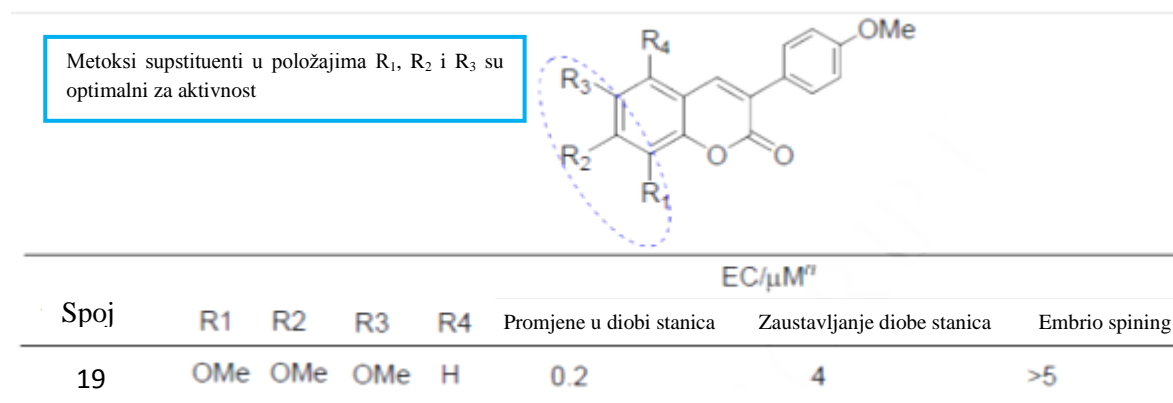 Metoksi supstituenti u položajima R₁, R₂ i R₃ su
optimalni za aktivnost
R₄
OMe
R₃
R₂
O
O
R₁
EC/μMⁿ
Spoj R1 R2 R3 R4 Promjene u diobi stanica Zaustavljanje diobe stanica Embrio spining
19 OMe OMe OMe H 0.2 4 >5